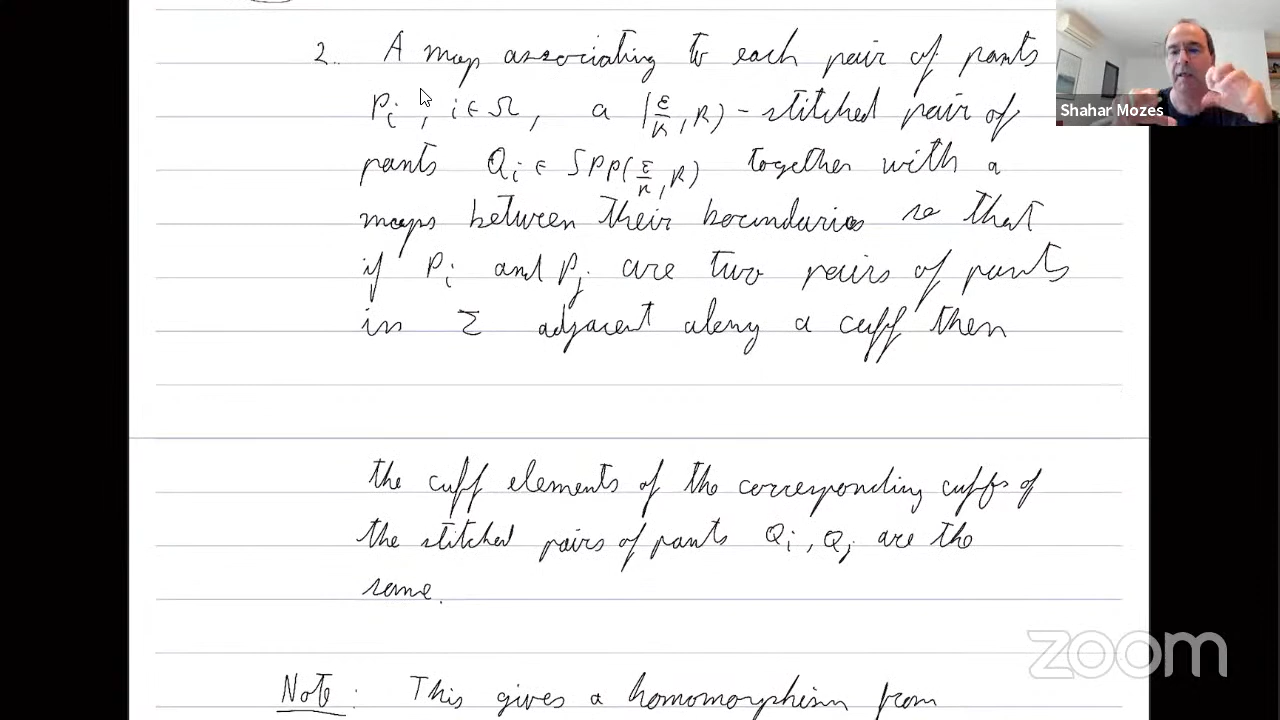 2. A map associating to each pair of pants
P_i, i ∈ Ω, a (ε/R, R) - stitched pair of
pants Q_i ∈ SPP(ε/R, R) together with a
maps between their boundaries so that
if P_i and P_j are two pairs of pants
in Σ adjacent along a cuff then
the cuff elements of the corresponding cuffs of
the stitched pairs of pants Q_i, Q_j are the
same.
Note: This gives a homomorphism from
Shahar Mozes
zoom